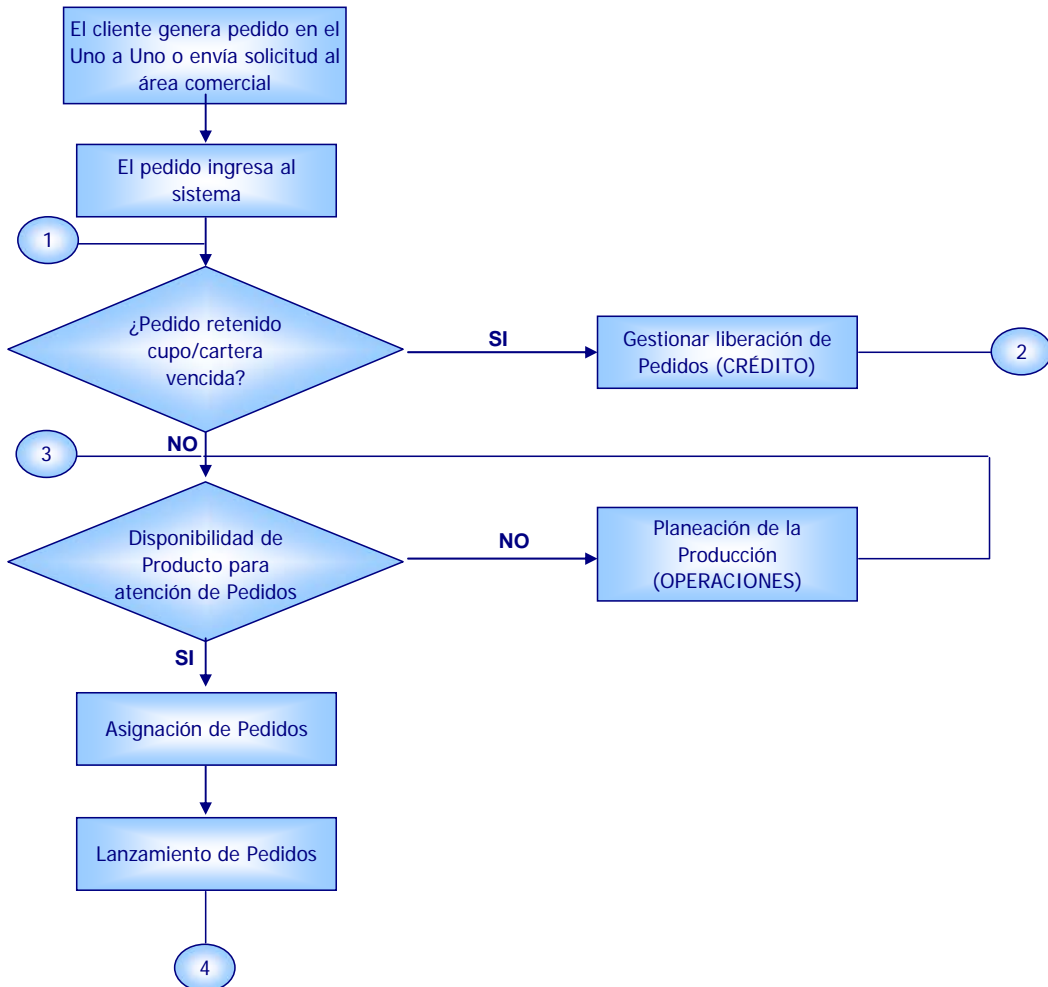 El cliente genera pedido en el
Uno a Uno o envía solicitud al
área comercial
El pedido ingresa al
sistema
1
¿Pedido retenido
cupo/cartera
vencida?
SI
Gestionar liberación de
Pedidos (CRÉDITO)
2
3
NO
Disponibilidad de
Producto para
atención de Pedidos
NO
Planeación de la
Producción
(OPERACIONES)
SI
Asignación de Pedidos
Lanzamiento de Pedidos
4